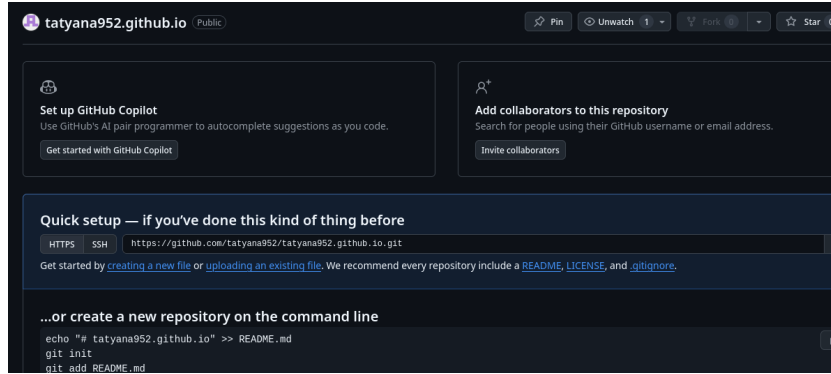 tatyana952.github.io Public
Pin Unwatch 1 Fork 0 Star
Set up GitHub Copilot
Use GitHub's AI pair programmer to autocomplete suggestions as you code.
Get started with GitHub Copilot
Add collaborators to this repository
Search for people using their GitHub username or email address.
Invite collaborators
Quick setup — if you've done this kind of thing before
HTTPS SSH https://github.com/tatyana952/tatyana952.github.io.git
Get started by creating a new file or uploading an existing file. We recommend every repository include a README, LICENSE, and .gitignore.
...or create a new repository on the command line
echo "# tatyana952.github.io" >> README.md
git init
git add README.md